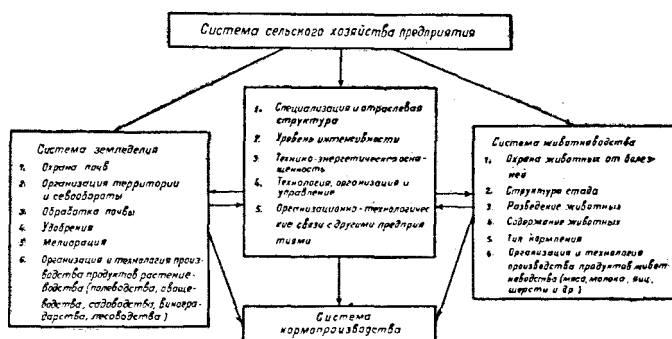 Система сельского хозяйства предприятия
Система земледелия
1. Охрана почв
2. Организация территории
и севообороты
3. Обработка почвы
4. Удобрения
5. Мелиорация
6. Организация и технология произ-
водства продуктов растение-
водства (полеводства, овоще-
водства, садоводства, виногра-
дарства, лесоводства)
1. Специализация и отраслевая
структура
2. Уровень интенсивности
3. Технико-энергетическая осна-
щенность
4. Технология, организация и
управление
5. Организационно-технологичес-
кие связи с другими предприя-
тиями
Система животневодства
1. Охрана животных от болез-
ней
2. Структура стада
3. Разведение животных
4. Содержание животных
5. Тип кормления
6. Организация и технология
производства продуктов живот-
неводства (мяса, молока, яиц,
шерсти и др.)
Система
кормопроизводства